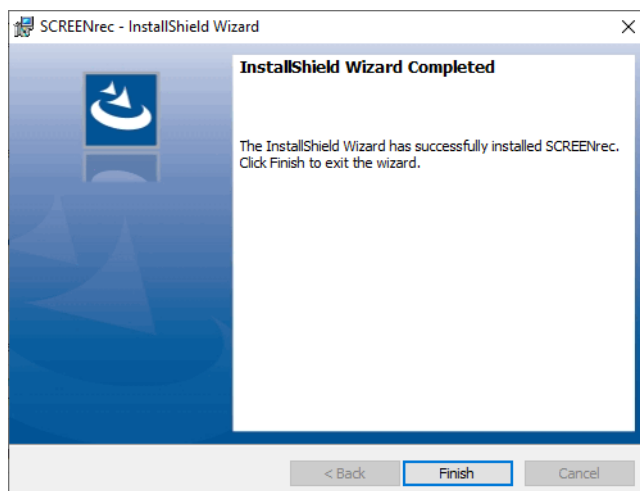 SCREENrec - InstallShield Wizard
InstallShield Wizard Completed
The InstallShield Wizard has successfully installed SCREENrec.
Click Finish to exit the wizard.
< Back
Finish
Cancel